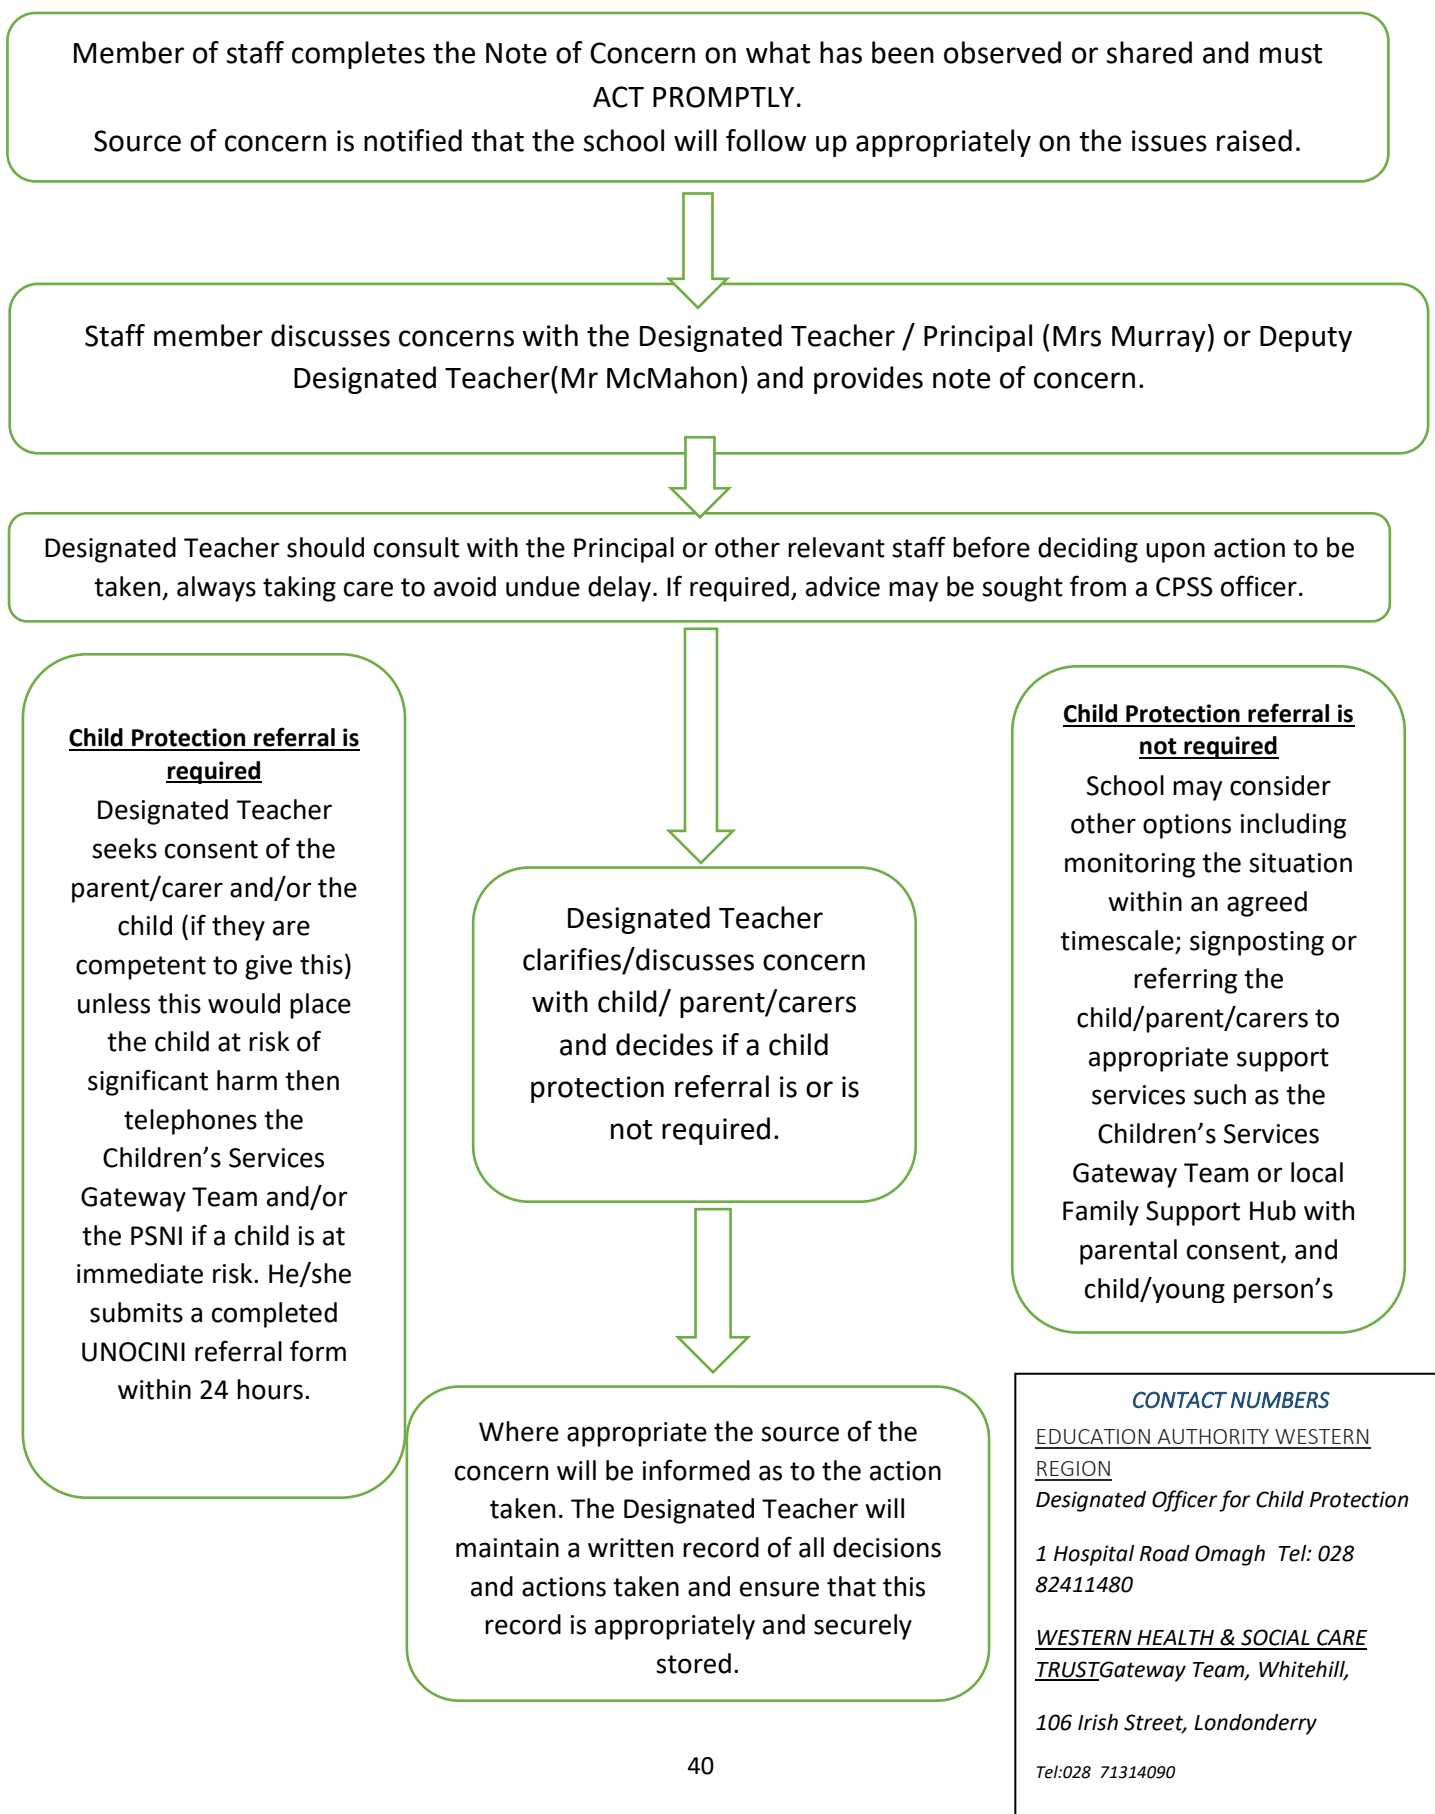 Member of staff completes the Note of Concern on what has been observed or shared and must
ACT PROMPTLY.
Source of concern is notified that the school will follow up appropriately on the issues raised.
Staff member discusses concerns with the Designated Teacher / Principal (Mrs Murray) or Deputy
Designated Teacher(Mr McMahon) and provides note of concern.
Designated Teacher should consult with the Principal or other relevant staff before deciding upon action to be
taken, always taking care to avoid undue delay. If required, advice may be sought from a CPSS officer.
Child Protection referral is
required
Designated Teacher
seeks consent of the
parent/carer and/or the
child (if they are
competent to give this)
unless this would place
the child at risk of
significant harm then
telephones the
Children’s Services
Gateway Team and/or
the PSNI if a child is at
immediate risk. He/she
submits a completed
UNOCINI referral form
within 24 hours.
Designated Teacher
clarifies/discusses concern
with child/ parent/carers
and decides if a child
protection referral is or is
not required.
Child Protection referral is
not required
School may consider
other options including
monitoring the situation
within an agreed
timescale; signposting or
referring the
child/parent/carers to
appropriate support
services such as the
Children’s Services
Gateway Team or local
Family Support Hub with
parental consent, and
child/young person’s
Where appropriate the source of the
concern will be informed as to the action
taken. The Designated Teacher will
maintain a written record of all decisions
and actions taken and ensure that this
record is appropriately and securely
stored.
CONTACT NUMBERS
EDUCATION AUTHORITY WESTERN
REGION
Designated Officer for Child Protection
1 Hospital Road Omagh  Tel: 028
82411480
WESTERN HEALTH & SOCIAL CARE
TRUSTGateway Team, Whitehill,
106 Irish Street, Londonderry
Tel:028  71314090
40